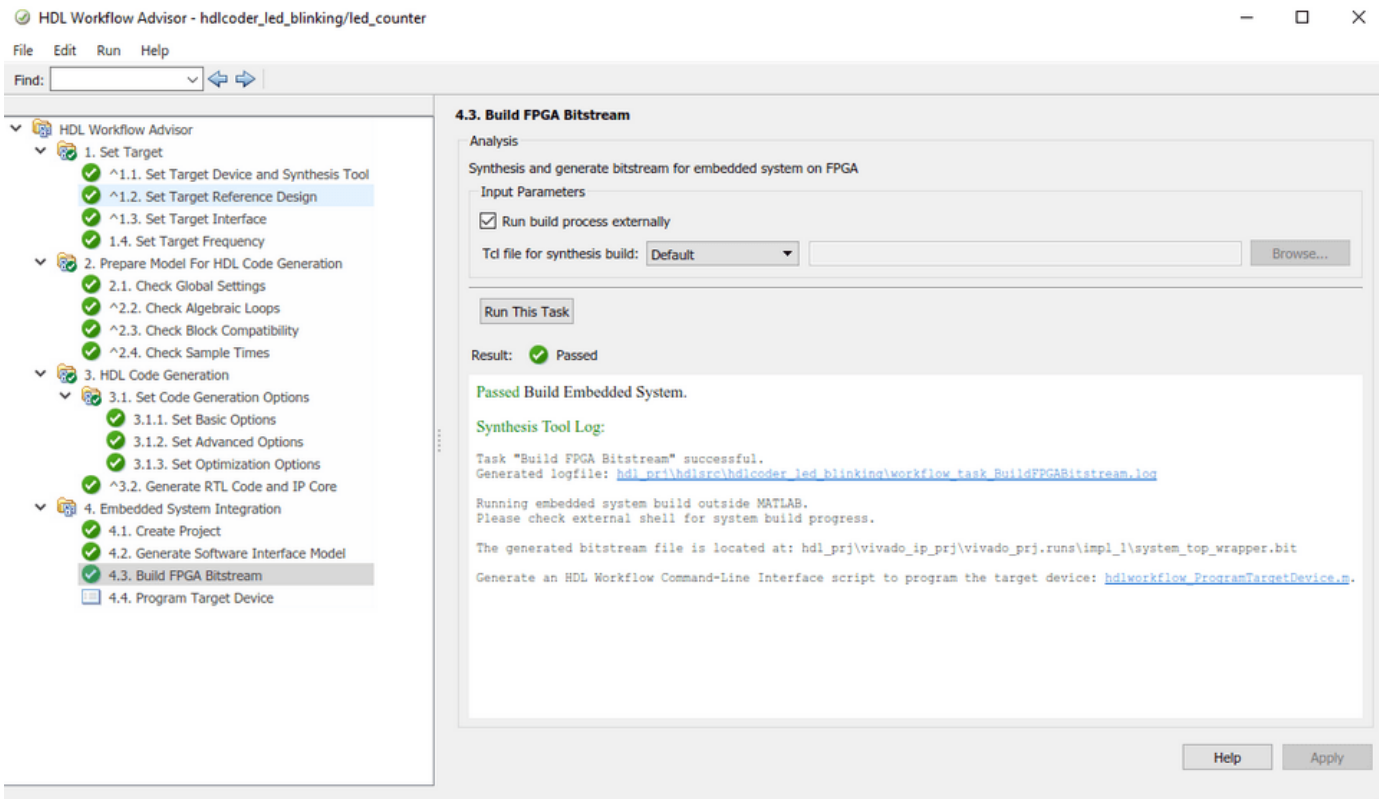 HDL Workflow Advisor - hdlcoder_led_blinking/led_counter
File Edit Run Help
Find:
HDL Workflow Advisor
1. Set Target
^1.1. Set Target Device and Synthesis Tool
^1.2. Set Target Reference Design
^1.3. Set Target Interface
1.4. Set Target Frequency
2. Prepare Model For HDL Code Generation
2.1. Check Global Settings
^2.2. Check Algebraic Loops
^2.3. Check Block Compatibility
^2.4. Check Sample Times
3. HDL Code Generation
3.1. Set Code Generation Options
3.1.1. Set Basic Options
3.1.2. Set Advanced Options
3.1.3. Set Optimization Options
^3.2. Generate RTL Code and IP Core
4. Embedded System Integration
4.1. Create Project
4.2. Generate Software Interface Model
4.3. Build FPGA Bitstream
4.4. Program Target Device
4.3. Build FPGA Bitstream
Analysis
Synthesis and generate bitstream for embedded system on FPGA
Input Parameters
Run build process externally
Tcl file for synthesis build: Default Browse...
Run This Task
Result: Passed
Passed Build Embedded System.
Synthesis Tool Log:
Task "Build FPGA Bitstream" successful.
Generated logfile: hdl_prj\hdlsrc\hdlcoder_led_blinking\workflow_task_BuildFPGABitstream.log
Running embedded system build outside MATLAB.
Please check external shell for system build progress.
The generated bitstream file is located at: hdl_prj\vivado_ip_prj\vivado_prj.runs\impl_1\system_top_wrapper.bit
Generate an HDL Workflow Command-Line Interface script to program the target device: hdlworkflow_ProgramTargetDevice.m.
Help Apply